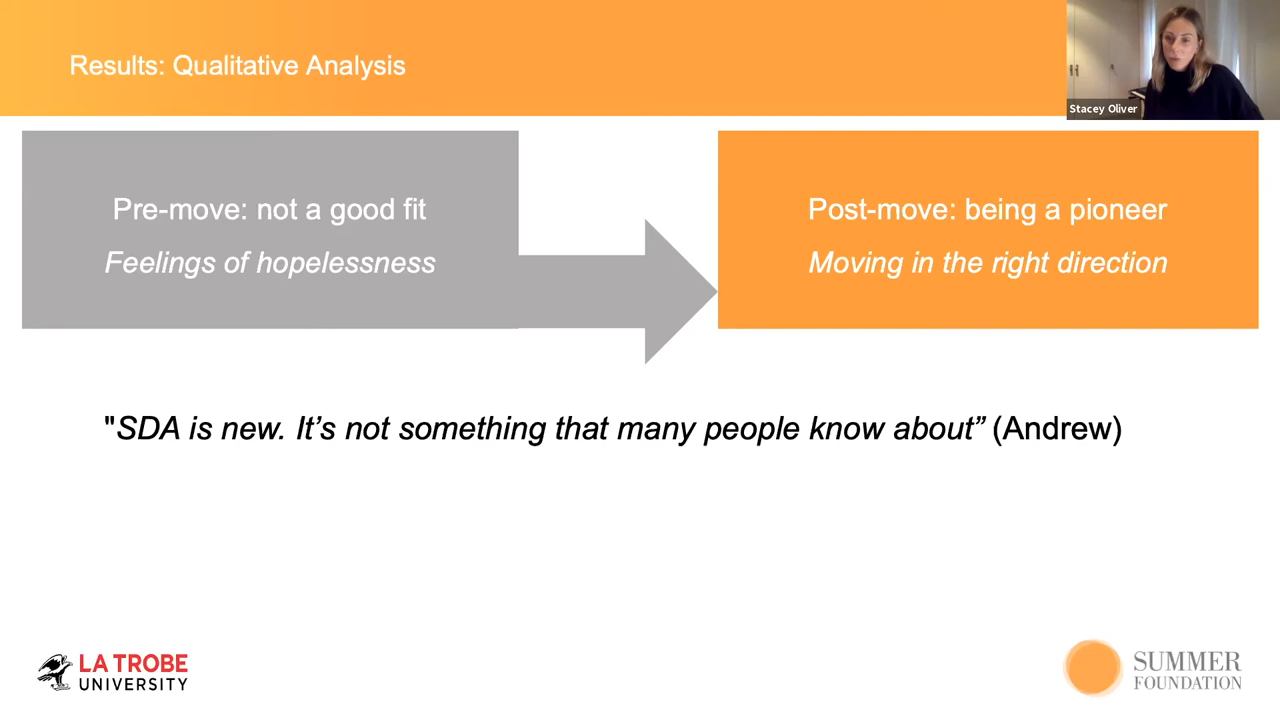 Results: Qualitative Analysis
Stacey Oliver
Pre-move: not a good fit
Feelings of hopelessness
Post-move: being a pioneer
Moving in the right direction
"SDA is new. It’s not something that many people know about” (Andrew)
LA TROBE
UNIVERSITY
SUMMER
FOUNDATION